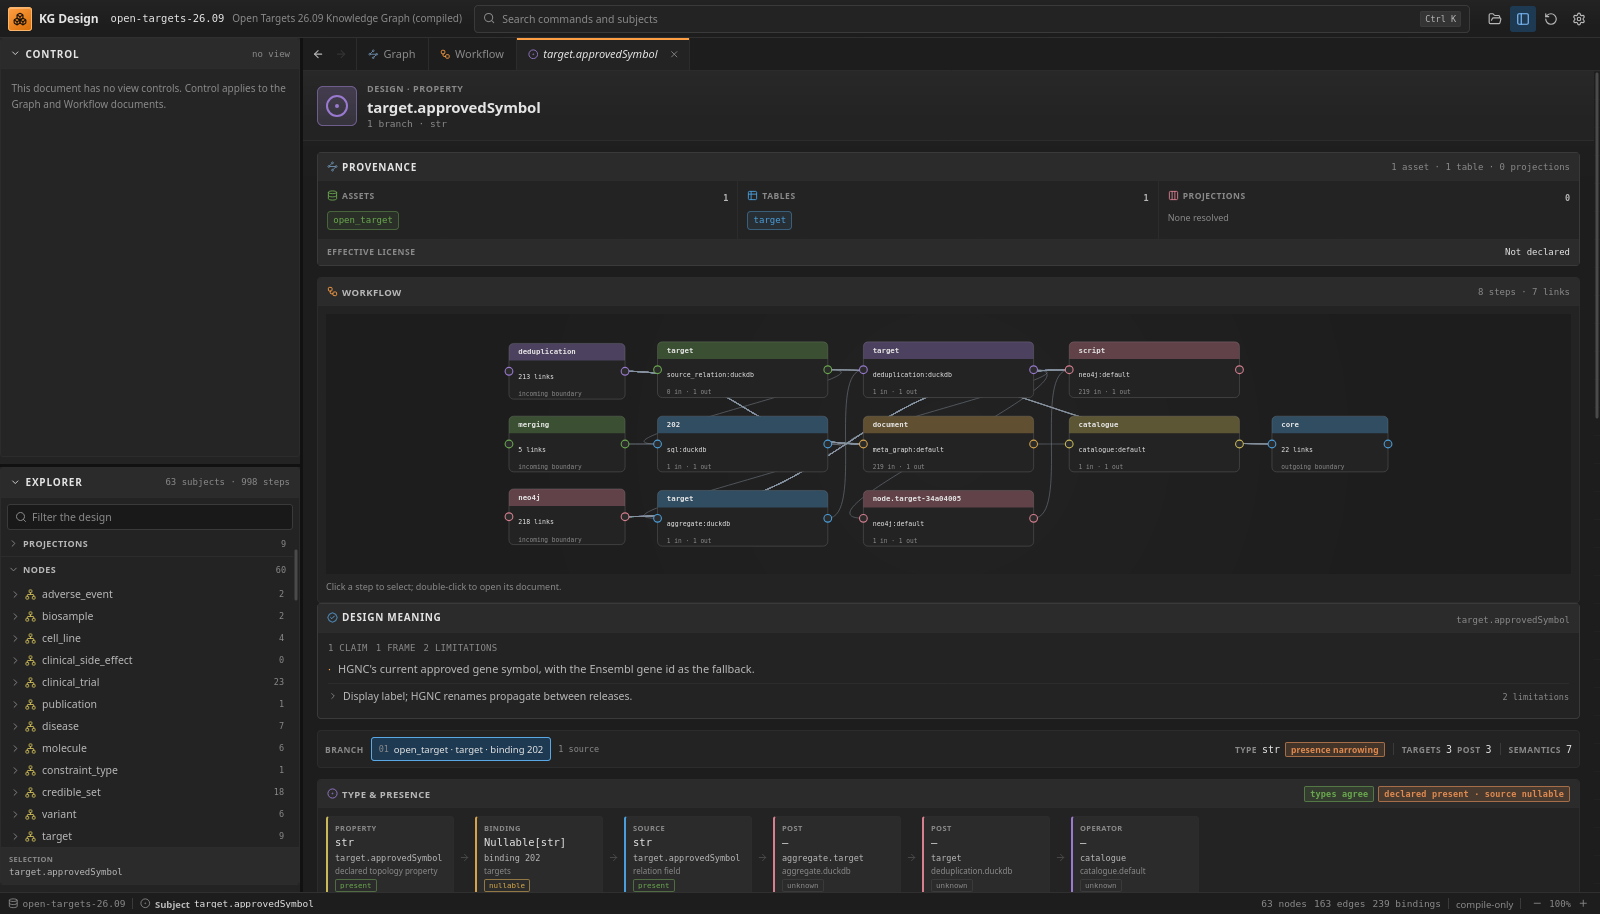 KG Design open-targets-26.09 Open Targets 26.09 Knowledge Graph (compiled) Search commands and subjects Ctrl K
CONTROL no view
This document has no view controls. Control applies to the
Graph and Workflow documents.
Graph Workflow target.approvedSymbol
DESIGN · PROPERTY
target.approvedSymbol
1 branch · str
PROVENANCE 1 asset · 1 table · 0 projections
ASSETS 1 TABLES 1 PROJECTIONS 0
open_target target None resolved
EFFECTIVE LICENSE Not declared
WORKFLOW 8 steps · 7 links
deduplication
213 links
incoming boundary
target
source_relation:duckdb
0 in · 1 out
target
deduplication:duckdb
1 in · 1 out
script
neo4j:default
219 in · 1 out
merging
5 links
incoming boundary
202
sql:duckdb
1 in · 1 out
document
meta_graph:default
219 in · 1 out
catalogue
catalogue:default
1 in · 1 out
core
22 links
outgoing boundary
neo4j
218 links
incoming boundary
target
aggregate:duckdb
1 in · 1 out
node.target-34a04005
neo4j:default
1 in · 1 out
Click a step to select; double-click to open its document.
DESIGN MEANING target.approvedSymbol
1 CLAIM 1 FRAME 2 LIMITATIONS
· HGNC's current approved gene symbol, with the Ensembl gene id as the fallback.
Display label; HGNC renames propagate between releases. 2 limitations
BRANCH 01 open_target · target · binding 202 1 source TYPE str presence narrowing TARGETS 3 POST 3 SEMANTICS 7
TYPE & PRESENCE types agree declared present · source nullable
PROPERTY
str
target.approvedSymbol
declared topology property
present
BINDING
Nullable[str]
binding 202
targets
nullable
SOURCE
str
target.approvedSymbol
relation field
present
POST
—
aggregate.target
aggregate.duckdb
unknown
POST
—
target
deduplication.duckdb
unknown
OPERATOR
—
catalogue
catalogue.default
unknown
EXPLORER 63 subjects · 998 steps
Filter the design
PROJECTIONS 9
NODES 60
adverse_event 2
biosample 2
cell_line 4
clinical_side_effect 0
clinical_trial 23
publication 1
disease 7
molecule 6
constraint_type 1
credible_set 18
variant 6
target 9
SELECTION
target.approvedSymbol
open-targets-26.09 Subject target.approvedSymbol 63 nodes 163 edges 239 bindings compile-only − 100% +